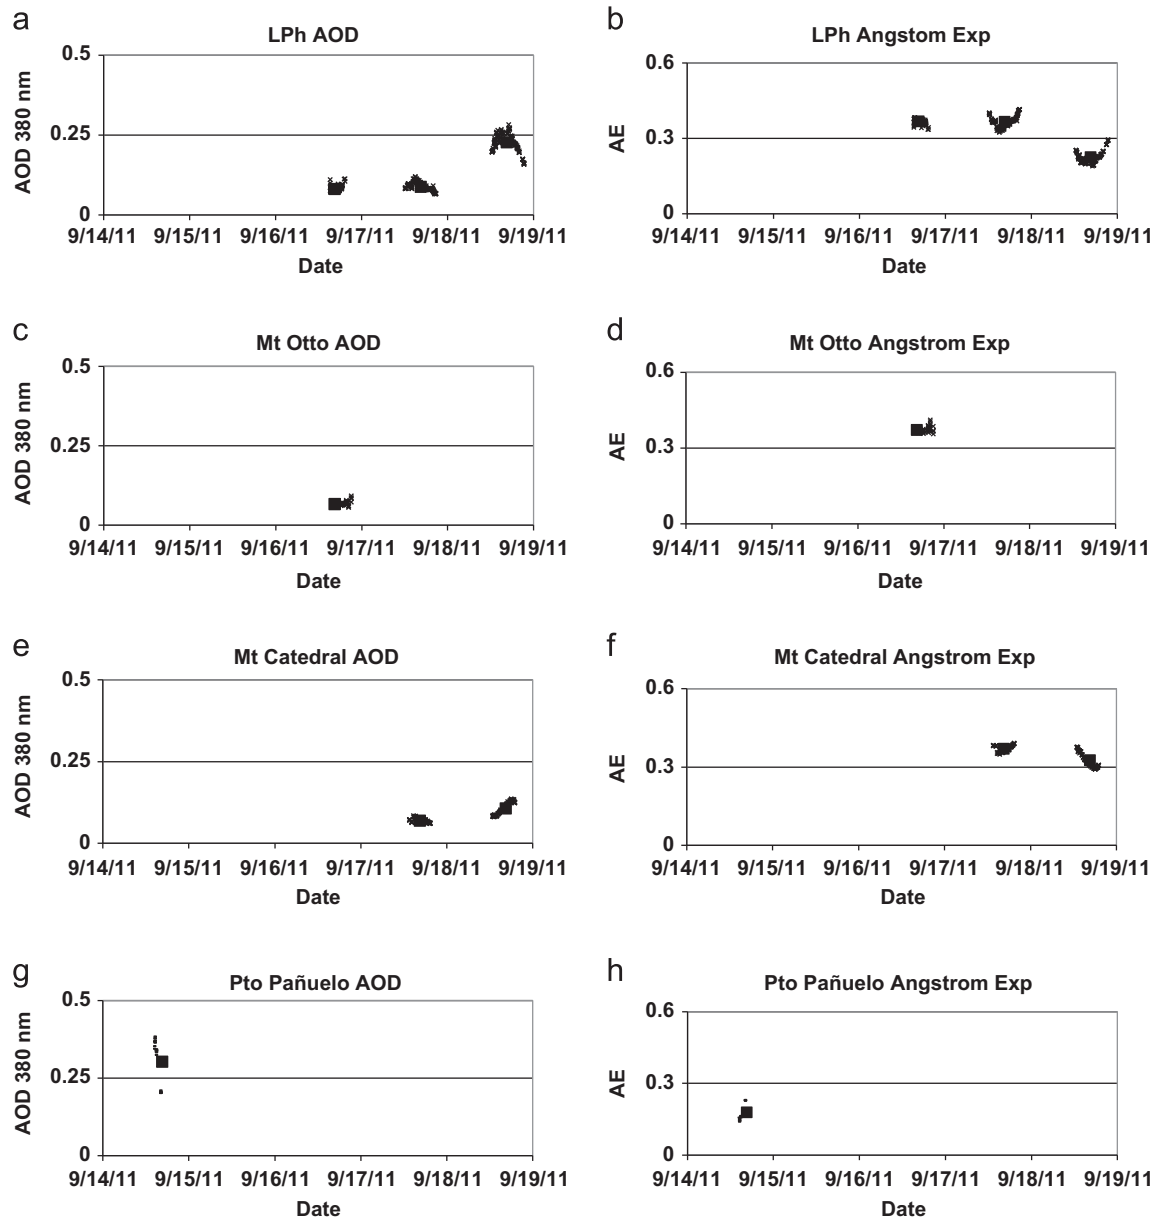 a
LPh AOD
0.5
0.25
0
AOD 380 nm
9/14/11 9/15/11 9/16/11 9/17/11 9/18/11 9/19/11
Date
b
LPh Angstom Exp
0.6
0.3
0
AE
9/14/11 9/15/11 9/16/11 9/17/11 9/18/11 9/19/11
Date
c
Mt Otto AOD
0.5
0.25
0
AOD 380 nm
9/14/11 9/15/11 9/16/11 9/17/11 9/18/11 9/19/11
Date
d
Mt Otto Angstrom Exp
0.6
0.3
0
AE
9/14/11 9/15/11 9/16/11 9/17/11 9/18/11 9/19/11
Date
e
Mt Catedral AOD
0.5
0.25
0
AOD 380 nm
9/14/11 9/15/11 9/16/11 9/17/11 9/18/11 9/19/11
Date
f
Mt Catedral Angstrom Exp
0.6
0.3
0
AE
9/14/11 9/15/11 9/16/11 9/17/11 9/18/11 9/19/11
Date
g
Pto Pañuelo AOD
0.5
0.25
0
AOD 380 nm
9/14/11 9/15/11 9/16/11 9/17/11 9/18/11 9/19/11
Date
h
Pto Pañuelo Angstrom Exp
0.6
0.3
0
AE
9/14/11 9/15/11 9/16/11 9/17/11 9/18/11 9/19/11
Date